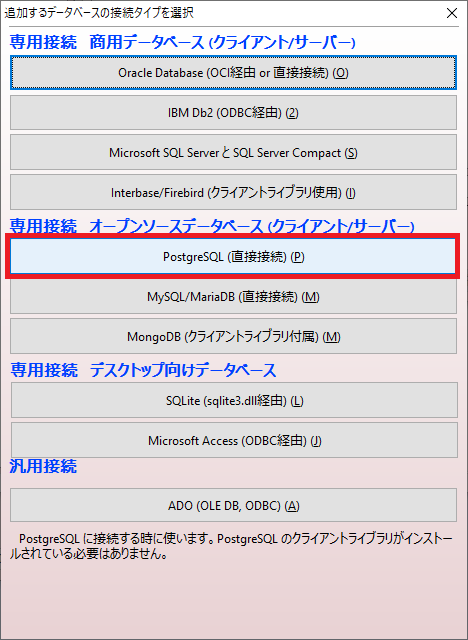 追加するデータベースの接続タイプを選択
専用接続 商用データベース (クライアント/サーバー)
Oracle Database (OCI経由 or 直接接続) (O)
IBM Db2 (ODBC経由) (2)
Microsoft SQL Server と SQL Server Compact (S)
Interbase/Firebird (クライアントライブラリ使用) (I)
専用接続 オープンソースデータベース (クライアント/サーバー)
PostgreSQL (直接接続) (P)
MySQL/MariaDB (直接接続) (M)
MongoDB (クライアントライブラリ付属) (M)
専用接続 デスクトップ向けデータベース
SQLite (sqlite3.dll経由) (L)
Microsoft Access (ODBC経由) (J)
汎用接続
ADO (OLE DB, ODBC) (A)
PostgreSQL に接続する時に使います。PostgreSQL のクライアントライブラリがインストー
ルされている必要はありません。